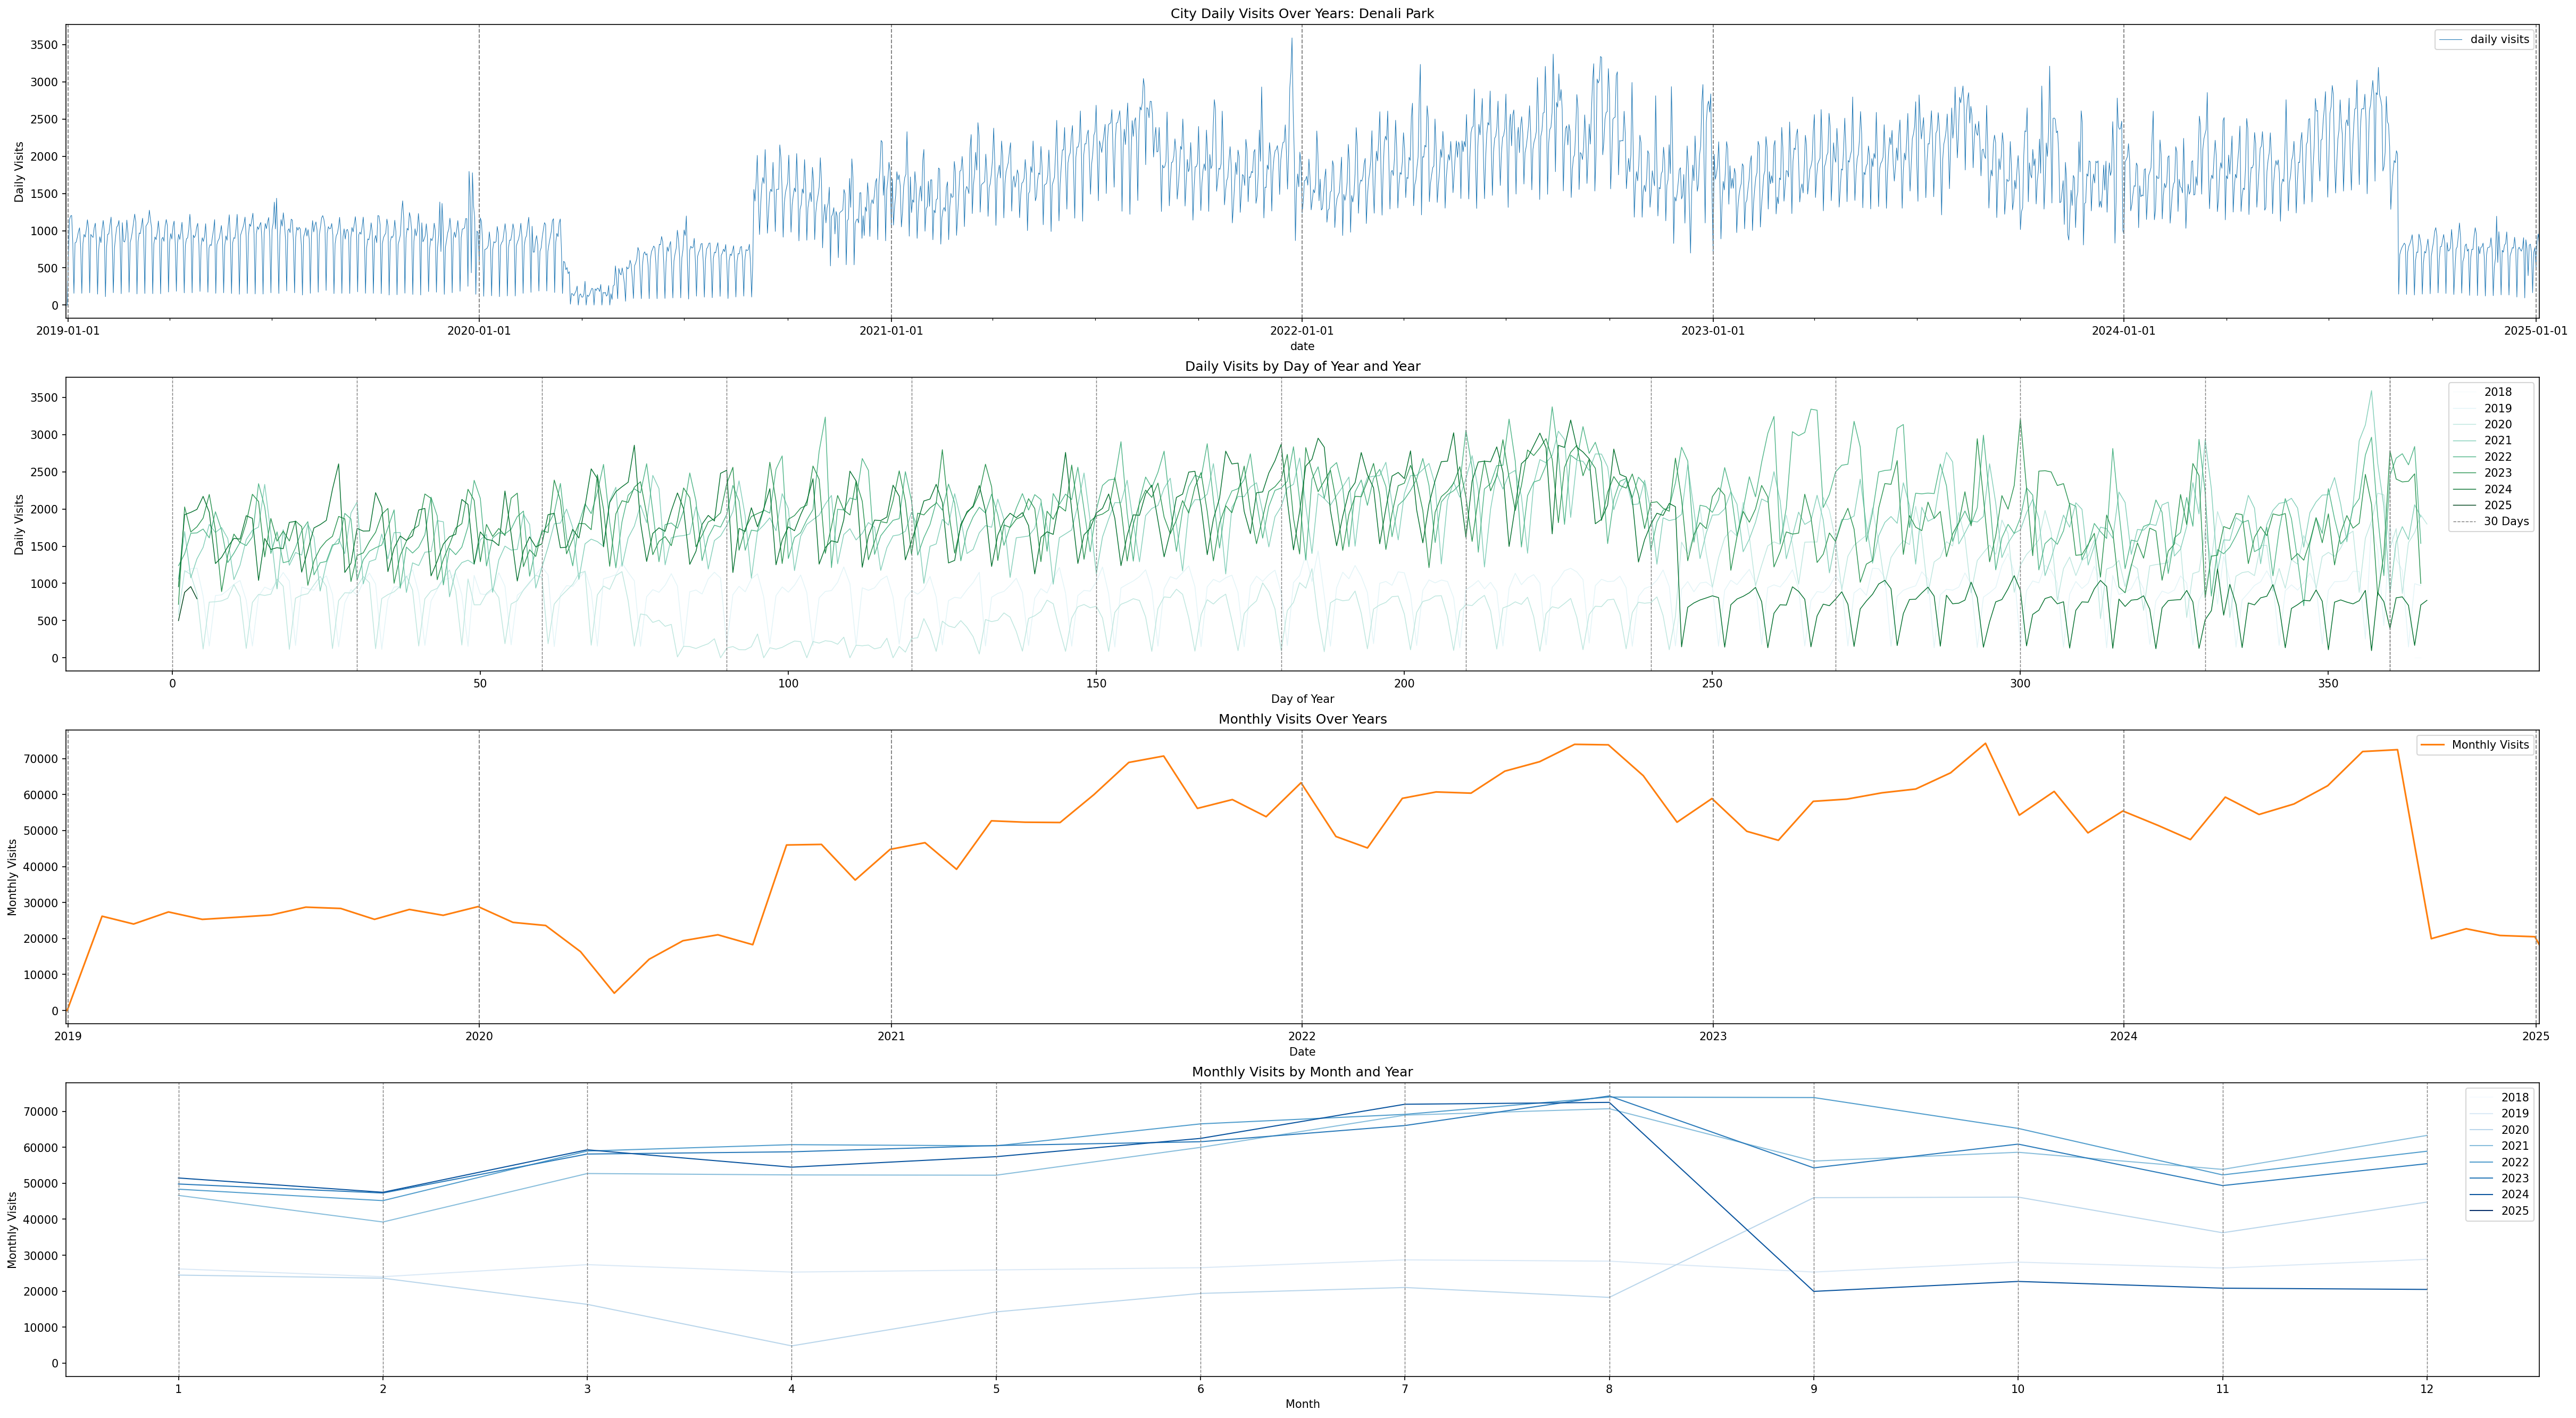 City Daily Visits Over Years: Denali Park
Daily Visits
3500
3000
2500
2000
1500
1000
500
0
daily visits
2019-01-01 2020-01-01 2021-01-01 2022-01-01 2023-01-01 2024-01-01 2025-01-01
date
Daily Visits by Day of Year and Year
Daily Visits
3500
3000
2500
2000
1500
1000
500
0
2018
2019
2020
2021
2022
2023
2024
2025
30 Days
0 50 100 150 200 250 300 350
Day of Year
Monthly Visits Over Years
Monthly Visits
70000
60000
50000
40000
30000
20000
10000
0
Monthly Visits
2019 2020 2021 2022 2023 2024 2025
Date
Monthly Visits by Month and Year
Monthly Visits
70000
60000
50000
40000
30000
20000
10000
0
2018
2019
2020
2021
2022
2023
2024
2025
1 2 3 4 5 6 7 8 9 10 11 12
Month